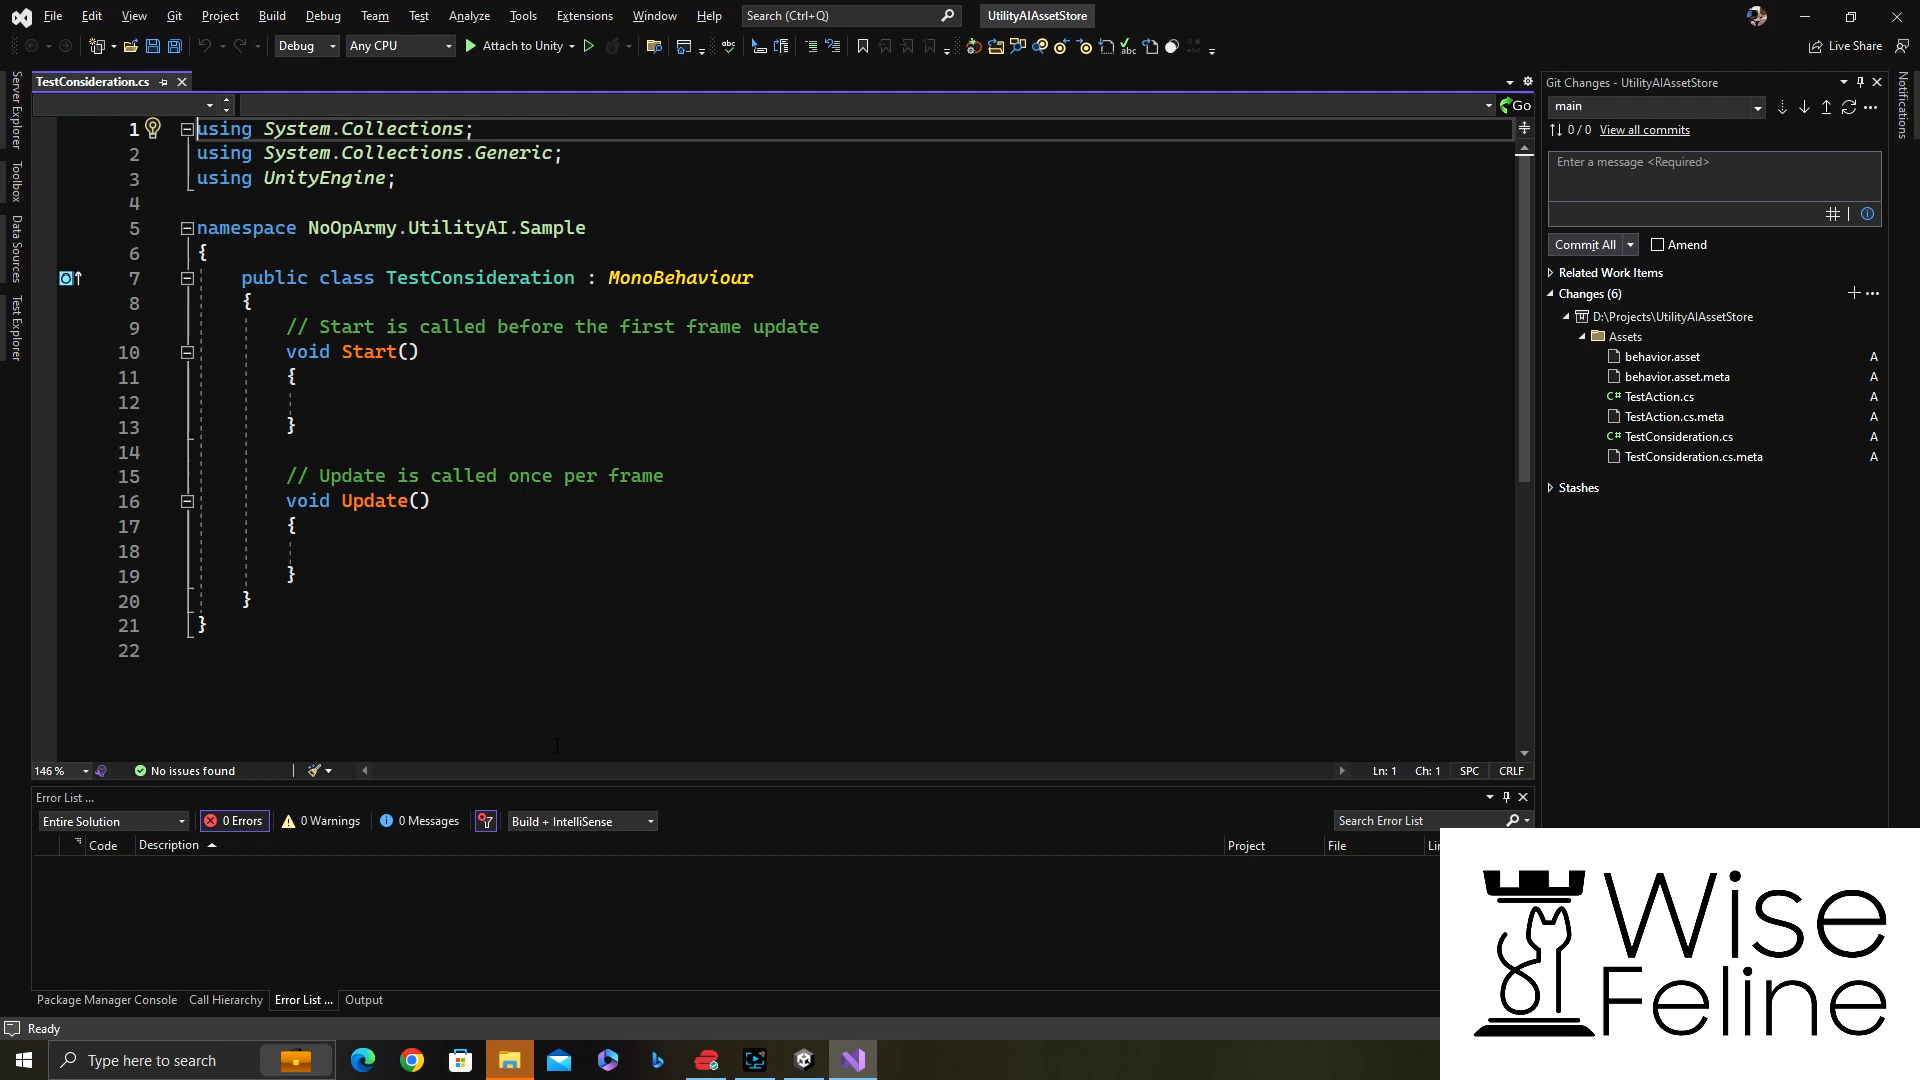 File Edit View Git Project Build Debug Team Test Analyze Tools Extensions Window Help Search (Ctrl+Q) UtilityAIAssetStore
Debug Any CPU Attach to Unity Live Share
Server Explorer
Toolbox
Data Sources
Test Explorer
TestConsideration.cs
Go
1 using System.Collections;
2 using System.Collections.Generic;
3 using UnityEngine;
4
5 namespace NoOpArmy.UtilityAI.Sample
6 {
7 public class TestConsideration : MonoBehaviour
8 {
9 // Start is called before the first frame update
10 void Start()
11 {
12
13 }
14
15 // Update is called once per frame
16 void Update()
17 {
18
19 }
20 }
21 }
22
146 % No issues found Ln: 1 Ch: 1 SPC CRLF
Error List ...
Entire Solution 0 Errors 0 Warnings 0 Messages Build + IntelliSense Search Error List
Code Description Project File
Package Manager Console Call Hierarchy Error List ... Output
Ready
Type here to search
Git Changes - UtilityAIAssetStore
main
0 / 0 View all commits
Enter a message <Required>
Commit All Amend
Related Work Items
Changes (6)
D:\Projects\UtilityAIAssetStore
Assets
behavior.asset A
behavior.asset.meta A
TestAction.cs A
TestAction.cs.meta A
TestConsideration.cs A
TestConsideration.cs.meta A
Stashes
Notifications
Wise
Feline